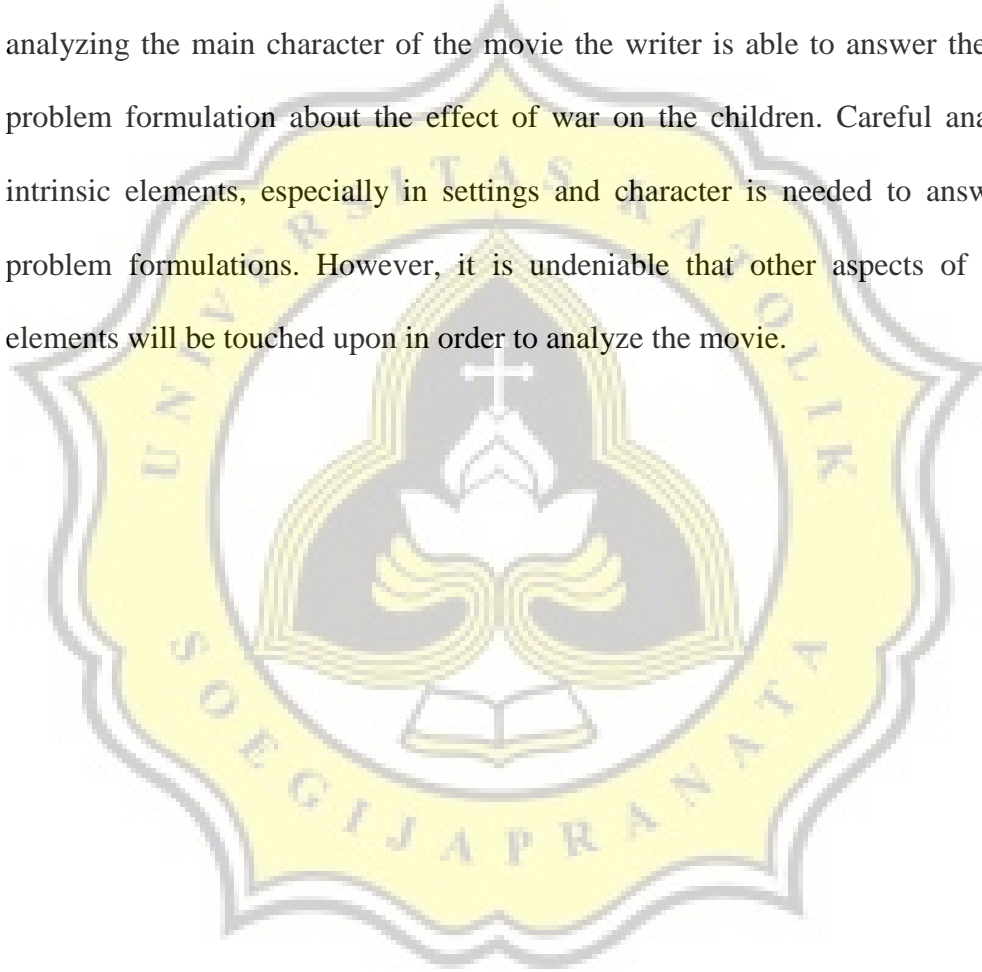 analyzing the main character of the movie the writer is able to answer the
problem formulation about the effect of war on the children. Careful ana
intrinsic elements, especially in settings and character is needed to answ
problem formulations. However, it is undeniable that other aspects of
elements will be touched upon in order to analyze the movie.
UNIVERSITAS KATOLIK
SOEGIJAPRANATA